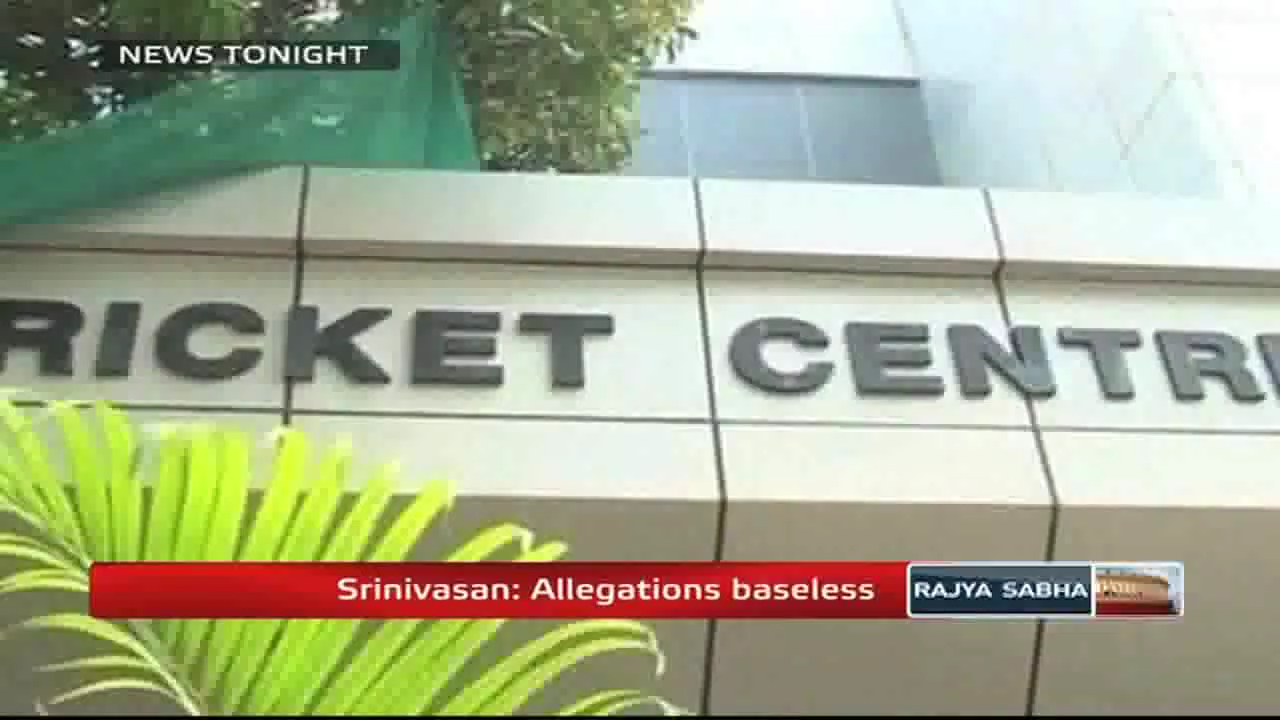 NEWS TONIGHT
RICKET CENTR
Srinivasan: Allegations baseless
RAJYA SABHA